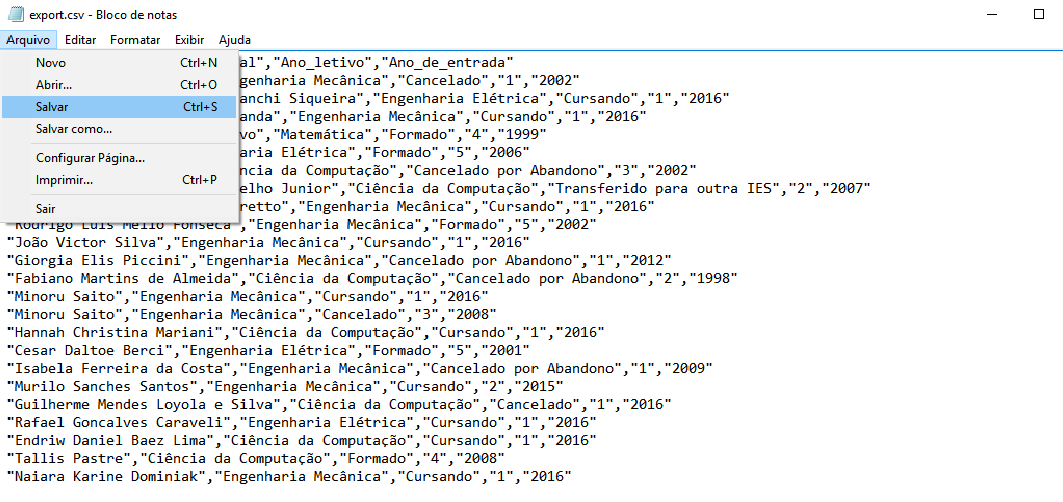 export.csv - Bloco de notas
Arquivo Editar Formatar Exibir Ajuda
Novo Ctrl+N
Abrir... Ctrl+O
Salvar Ctrl+S
Salvar como...
Configurar Página...
Imprimir... Ctrl+P
Sair
al","Ano_letivo","Ano_de_entrada"
genharia Mecânica","Cancelado","1","2002"
anchi Siqueira","Engenharia Elétrica","Cursando","1","2016"
anda","Engenharia Mecânica","Cursando","1","2016"
vo","Matemática","Formado","4","1999"
haria Elétrica","Formado","5","2006"
ncia da Computação","Cancelado por Abandono","3","2002"
elho Junior","Ciência da Computação","Transferido para outra IES","2","2007"
retto","Engenharia Mecânica","Cursando","1","2016"
"Rodrigo Luis Mello Fonseca","Engenharia Mecânica","Formado","5","2002"
"João Victor Silva","Engenharia Mecânica","Cursando","1","2016"
"Giorgia Elis Piccini","Engenharia Mecânica","Cancelado por Abandono","1","2012"
"Fabiano Martins de Almeida","Ciência da Computação","Cancelado por Abandono","2","1998"
"Minoru Saito","Engenharia Mecânica","Cursando","1","2016"
"Minoru Saito","Engenharia Mecânica","Cancelado","3","2008"
"Hannah Christina Mariani","Ciência da Computação","Cursando","1","2016"
"Cesar Daltoe Berci","Engenharia Elétrica","Formado","5","2001"
"Isabela Ferreira da Costa","Engenharia Mecânica","Cancelado por Abandono","1","2009"
"Murilo Sanches Santos","Engenharia Mecânica","Cursando","2","2015"
"Guilherme Mendes Loyola e Silva","Ciência da Computação","Cancelado","1","2016"
"Rafael Goncalves Caraveli","Engenharia Elétrica","Cursando","1","2016"
"Endriw Daniel Baez Lima","Ciência da Computação","Cursando","1","2016"
"Tallis Pastre","Ciência da Computação","Formado","4","2008"
"Naiara Karine Dominiak","Engenharia Mecânica","Cursando","1","2016"